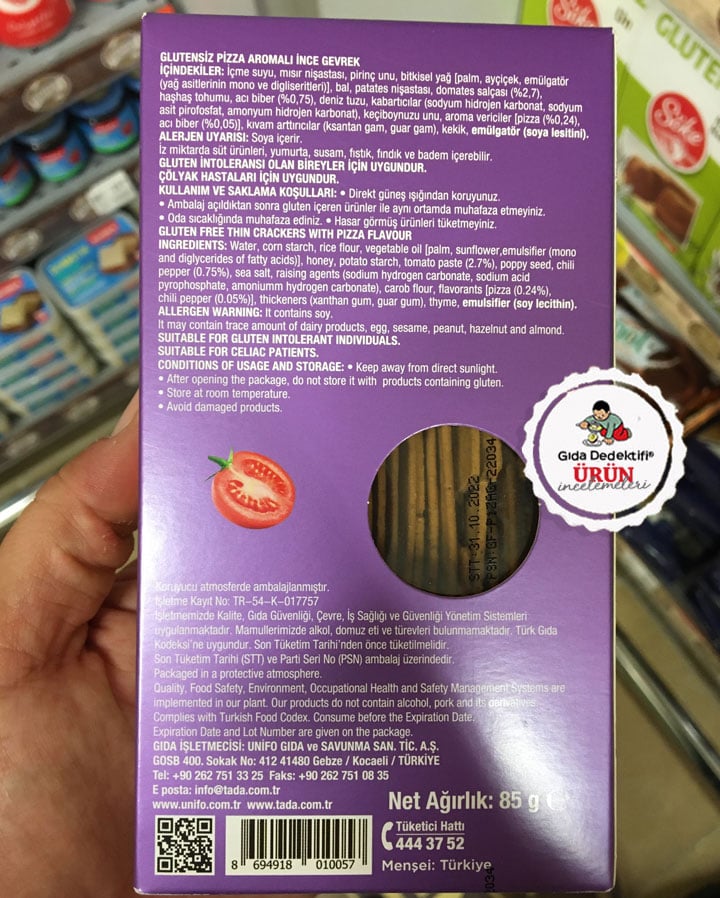 GLUTENSİZ PİZZA AROMALI İNCE GEVREK
İÇİNDEKİLER: İçme suyu, mısır nişastası, pirinç unu, bitkisel yağ [palm, ayçiçek, emülgatör
(yağ asitlerinin mono ve digliseritleri)], bal, patates nişastası, domates salçası (%2,7),
haşhaş tohumu, acı biber (%0,75), deniz tuzu, kabartıcılar (sodyum hidrojen karbonat, sodyum
asit pirofosfat, amonyum hidrojen karbonat), keçiboynuzu unu, aroma vericiler [pizza (%0,24),
acı biber (%0,05)], kıvam arttırıcılar (ksantan gam, guar gam), kekik, emülgatör (soya lesitini).
ALERJEN UYARISI: Soya içerir.
İz miktarda süt ürünleri, yumurta, susam, fıstık, fındık ve badem içerebilir.
GLUTEN İNTOLERANSI OLAN BİREYLER İÇİN UYGUNDUR.
ÇÖLYAK HASTALARI İÇİN UYGUNDUR.
KULLANIM VE SAKLAMA KOŞULLARI: • Direkt güneş ışığından koruyunuz.
• Ambalaj açıldıktan sonra gluten içeren ürünler ile aynı ortamda muhafaza etmeyiniz.
• Oda sıcaklığında muhafaza ediniz. • Hasar görmüş ürünleri tüketmeyiniz.
GLUTEN FREE THIN CRACKERS WITH PIZZA FLAVOUR
INGREDIENTS: Water, corn starch, rice flour, vegetable oil [palm, sunflower,emulsifier (mono
and diglycerides of fatty acids)], honey, potato starch, tomato paste (2.7%), poppy seed, chili
pepper (0.75%), sea salt, raising agents (sodium hydrogen carbonate, sodium acid
pyrophosphate, amoniumm hydrogen carbonate), carob flour, flavorants [pizza (0.24%),
chili pepper (0.05%)], thickeners (xanthan gum, guar gum), thyme, emulsifier (soy lecithin).
ALLERGEN WARNING: It contains soy.
It may contain trace amount of dairy products, egg, sesame, peanut, hazelnut and almond.
SUITABLE FOR GLUTEN INTOLERANT INDIVIDUALS.
SUITABLE FOR CELIAC PATIENTS.
CONDITIONS OF USAGE AND STORAGE: • Keep away from direct sunlight.
• After opening the package, do not store it with products containing gluten.
• Store at room temperature.
• Avoid damaged products.
STT:31.10.2022
Gıda Dedektifi®
ÜRÜN
incelemeleri
Koruyucu atmosferde ambalajlanmıştır.
İşletme Kayıt No: TR-54-K-017757
İşletmemizde Kalite, Gıda Güvenliği, Çevre, İş Sağlığı ve Güvenliği Yönetim Sistemleri
uygulanmaktadır. Mamullerimizde alkol, domuz eti ve türevleri bulunmamaktadır. Türk Gıda
Kodeksi'ne uygundur. Son Tüketim Tarihi'nden önce tüketilmelidir.
Son Tüketim Tarihi (STT) ve Parti Seri No (PSN) ambalaj üzerindedir.
Packaged in a protective atmosphere.
Quality, Food Safety, Environment, Occupational Health and Safety Management Systems are
implemented in our plant. Our products do not contain alcohol, pork and its derivatives.
Complies with Turkish Food Codex. Consume before the Expiration Date.
Expiration Date and Lot Number are given on the package.
GIDA İŞLETMECİSİ: UNİFO GIDA ve SAVUNMA SAN. TİC. A.Ş.
GOSB 400. Sokak No: 412 41480 Gebze / Kocaeli / TÜRKİYE
Tel: +90 262 751 33 25 Faks: +90 262 751 08 35
E posta: info@tada.com.tr
www.unifo.com.tr www.tada.com.tr
Net Ağırlık: 85 g e
Tüketici Hattı
444 37 52
Menşei: Türkiye
8 694918 010057
Söke
GLUTE
Söke